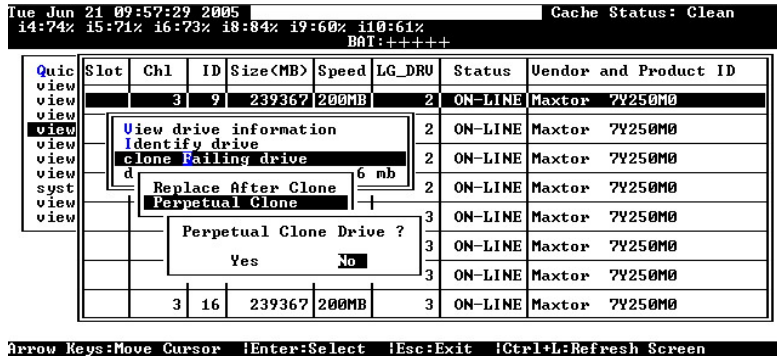 Tue Jun 21 09:57:29 2005 Cache Status: Clean
i4:74% i5:71% i6:73% i8:84% i9:60% i10:61%
BAT:+++++
Quic Slot Chl ID Size(MB) Speed LG_DRV Status Vendor and Product ID
view
view 3 9 239367 200MB 2 ON-LINE Maxtor 7Y250M0
view
view View drive information 2 ON-LINE Maxtor 7Y250M0
view Identify drive
view clone Failing drive 2 ON-LINE Maxtor 7Y250M0
view d 6 mb
syst Replace After Clone 2 ON-LINE Maxtor 7Y250M0
view Perpetual Clone
view 3 ON-LINE Maxtor 7Y250M0
Perpetual Clone Drive ?
Yes No 3 ON-LINE Maxtor 7Y250M0
3 16 239367 200MB 3 ON-LINE Maxtor 7Y250M0
Arrow Keys:Move Cursor |Enter:Select |Esc:Exit |Ctrl+L:Refresh Screen